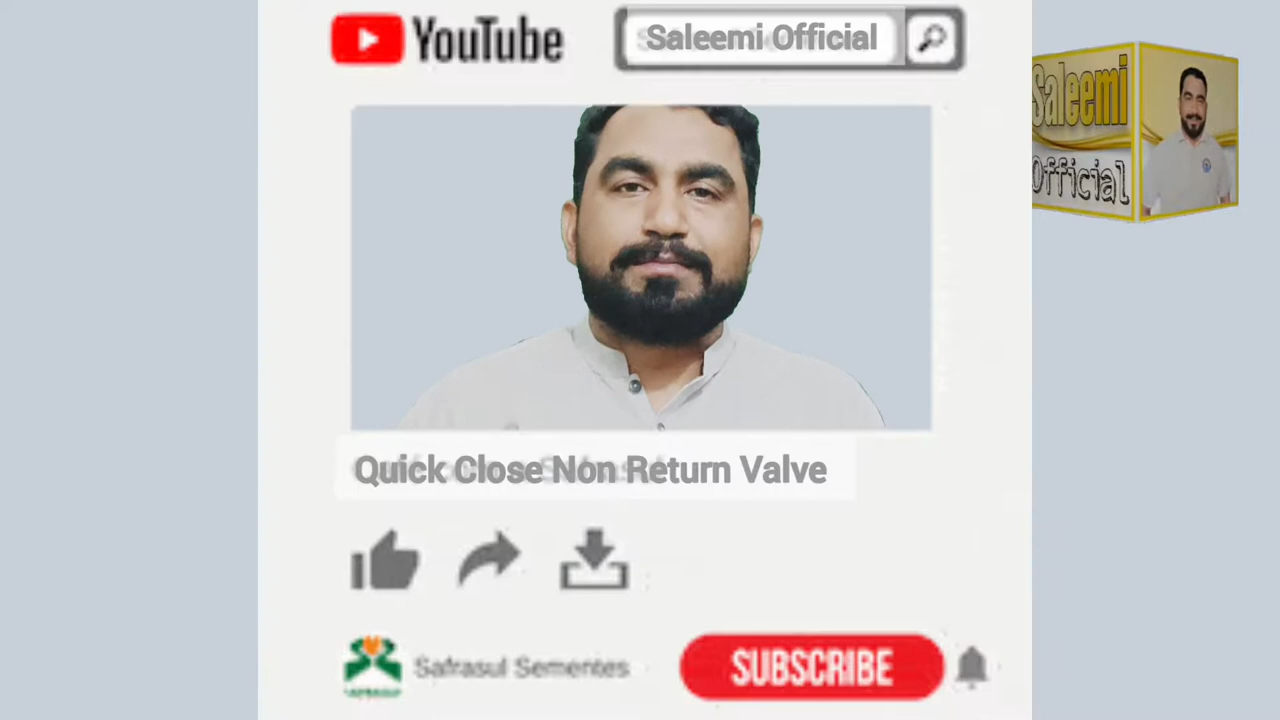 YouTube
Saleemi Official
Saleemi
Official
Quick Close Non Return Valve
Safrasul Sementes
SUBSCRIBE